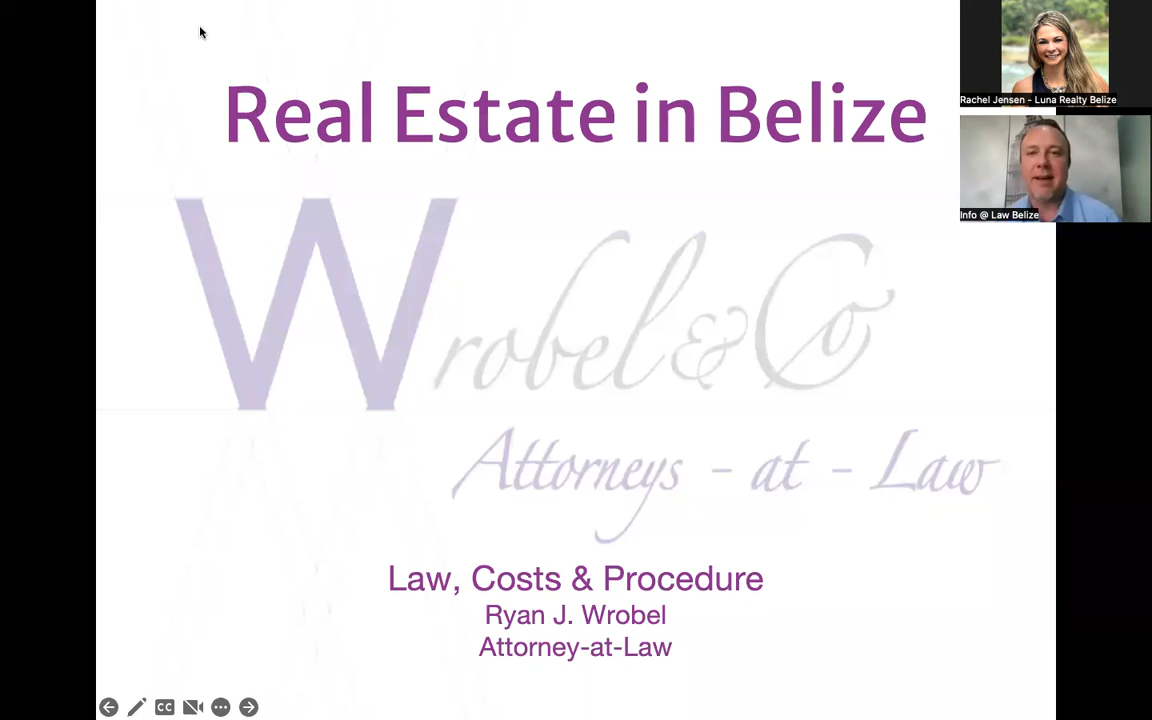 Real Estate in Belize
Wrobel & Co
Attorneys - at - Law
Law, Costs & Procedure
Ryan J. Wrobel
Attorney-at-Law
Rachel Jensen - Luna Realty Belize
Info @ Law Belize
CC